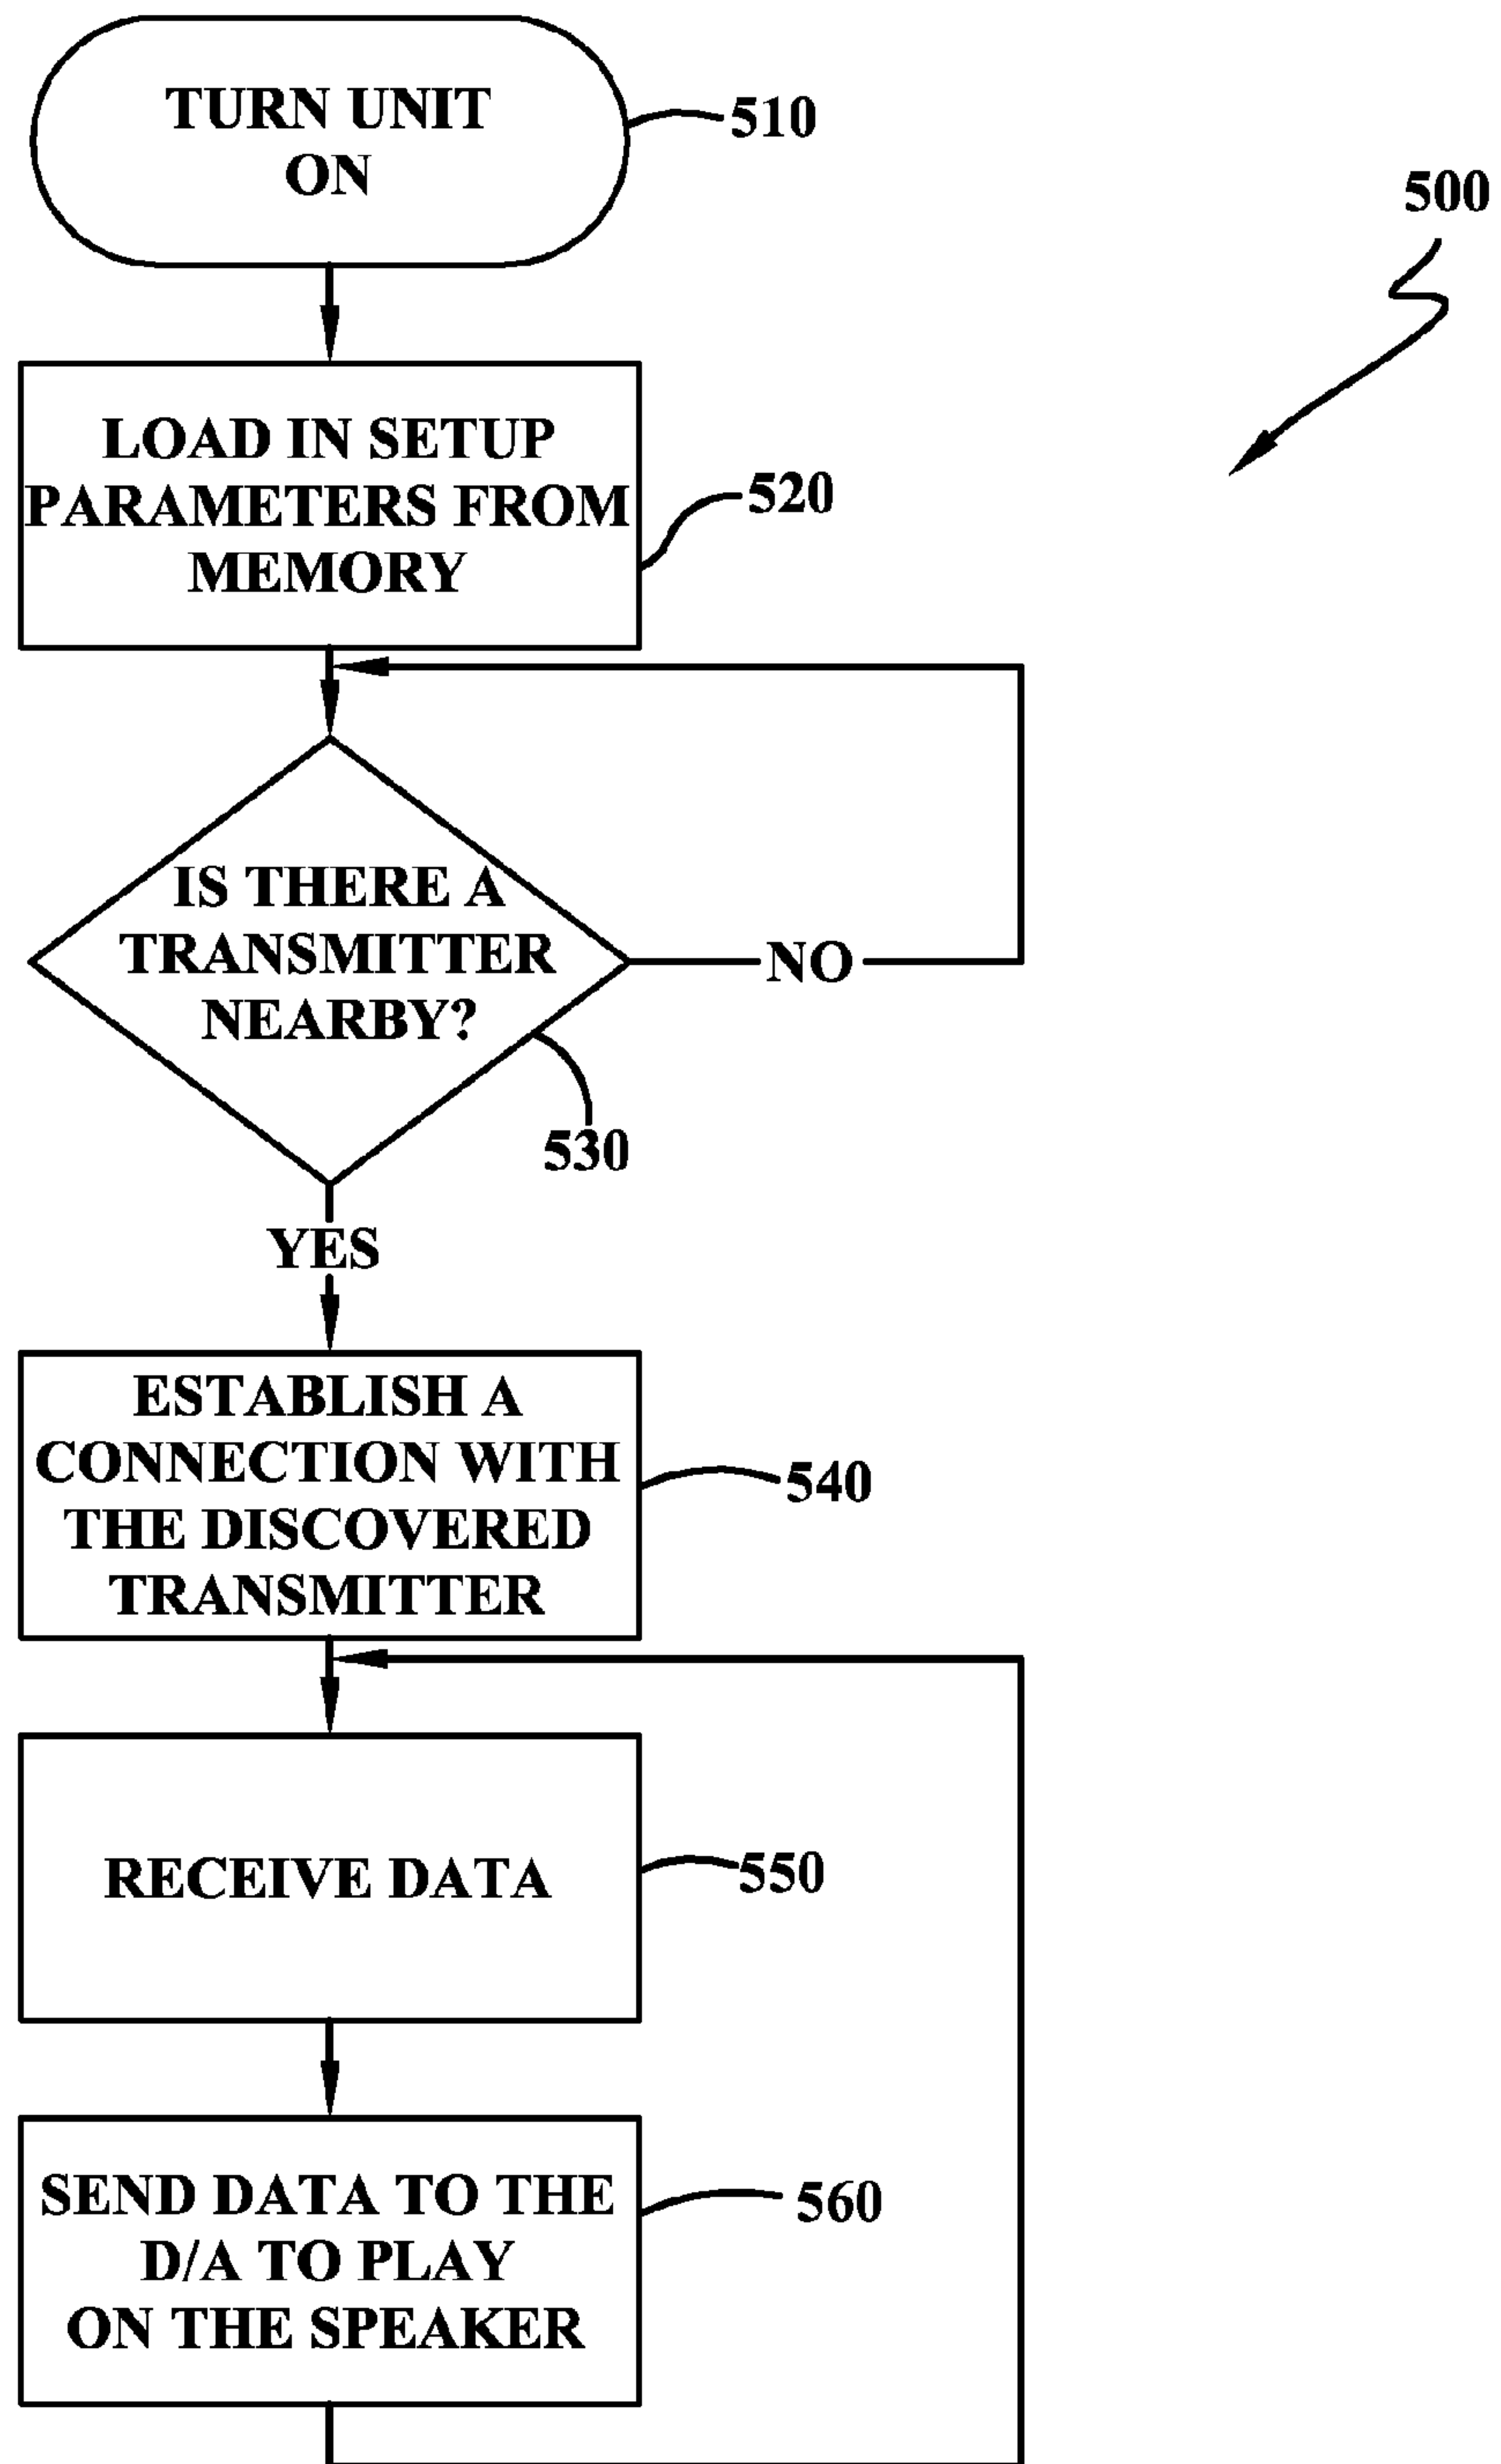 TURN UNIT
ON
510
500
LOAD IN SETUP
PARAMETERS FROM
MEMORY
520
IS THERE A
TRANSMITTER
NEARBY?
NO
530
YES
ESTABLISH A
CONNECTION WITH
THE DISCOVERED
TRANSMITTER
540
RECEIVE DATA
550
SEND DATA TO THE
D/A TO PLAY
ON THE SPEAKER
560